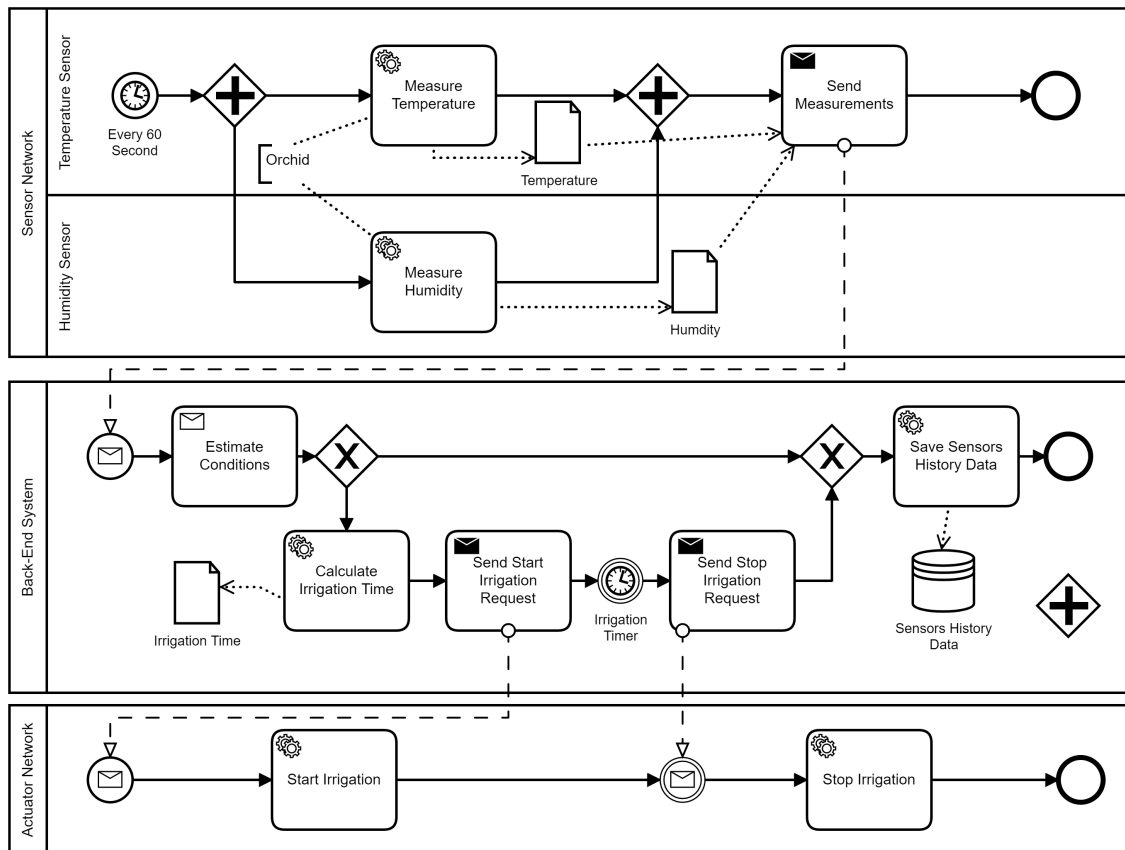 Sensor Network
Temperature Sensor
Every 60
Second
Measure
Temperature
Send
Measurements
Orchid
Temperature
Humidity Sensor
Measure
Humidity
Humdity
Back-End System
Estimate
Conditions
Save Sensors
History Data
Calculate
Irrigation Time
Send Start
Irrigation
Request
Send Stop
Irrigation
Request
Irrigation Time
Irrigation
Timer
Sensors History
Data
Actuator Network
Start Irrigation
Stop Irrigation